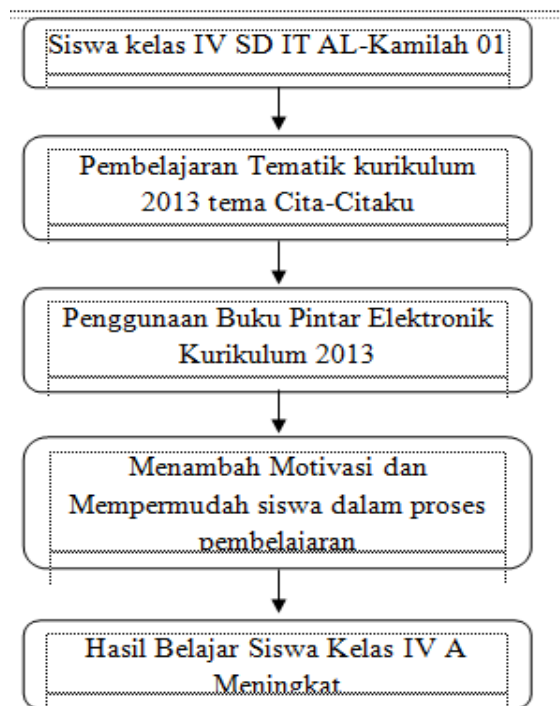 Siswa kelas IV SD IT AL-Kamilah 01
Pembelajaran Tematik kurikulum
2013 tema Cita-Citaku
Penggunaan Buku Pintar Elektronik
Kurikulum 2013
Menambah Motivasi dan
Mempermudah siswa dalam proses
pembelajaran
Hasil Belajar Siswa Kelas IV A
Meningkat